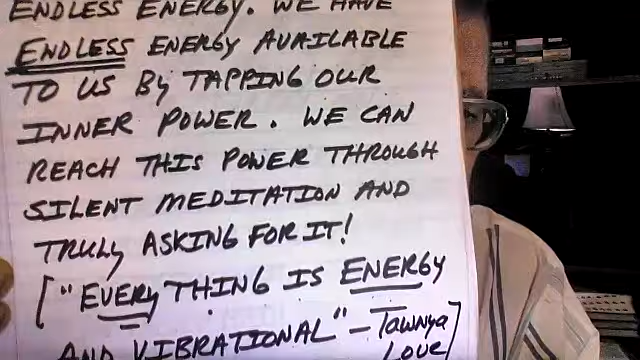 ENDLESS ENERGY. WE HAVE
ENDLESS ENERGY AVAILABLE
TO US BY TAPPING OUR
INNER POWER. WE CAN
REACH THIS POWER THROUGH
SILENT MEDITATION AND
TRULY ASKING FOR IT!
["EVERYTHING IS ENERGY
AND VIBRATIONAL" - TAWNYA
LOVE]